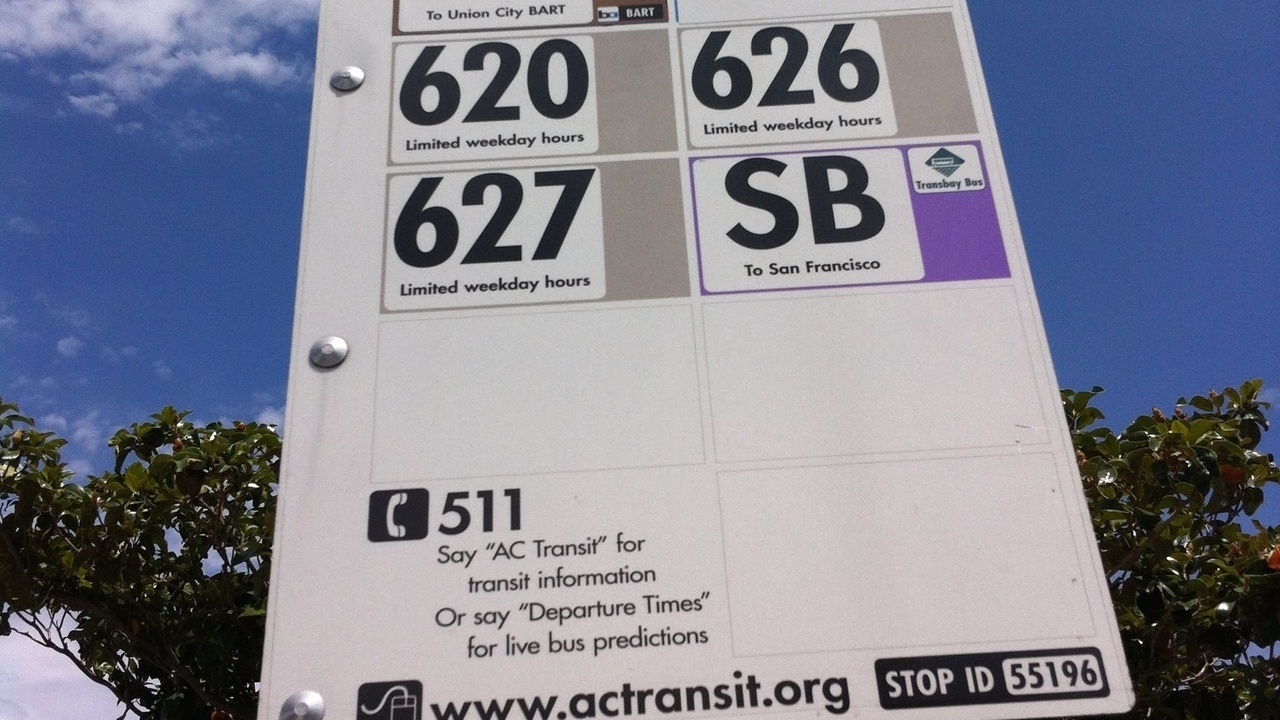 To Union City BART
ba BART
620
Limited weekday hours
626
Limited weekday hours
627
Limited weekday hours
SB
To San Francisco
Transbay Bus
511
Say “AC Transit” for
transit information
Or say “Departure Times”
for live bus predictions
www.actransit.org
STOP ID 55196